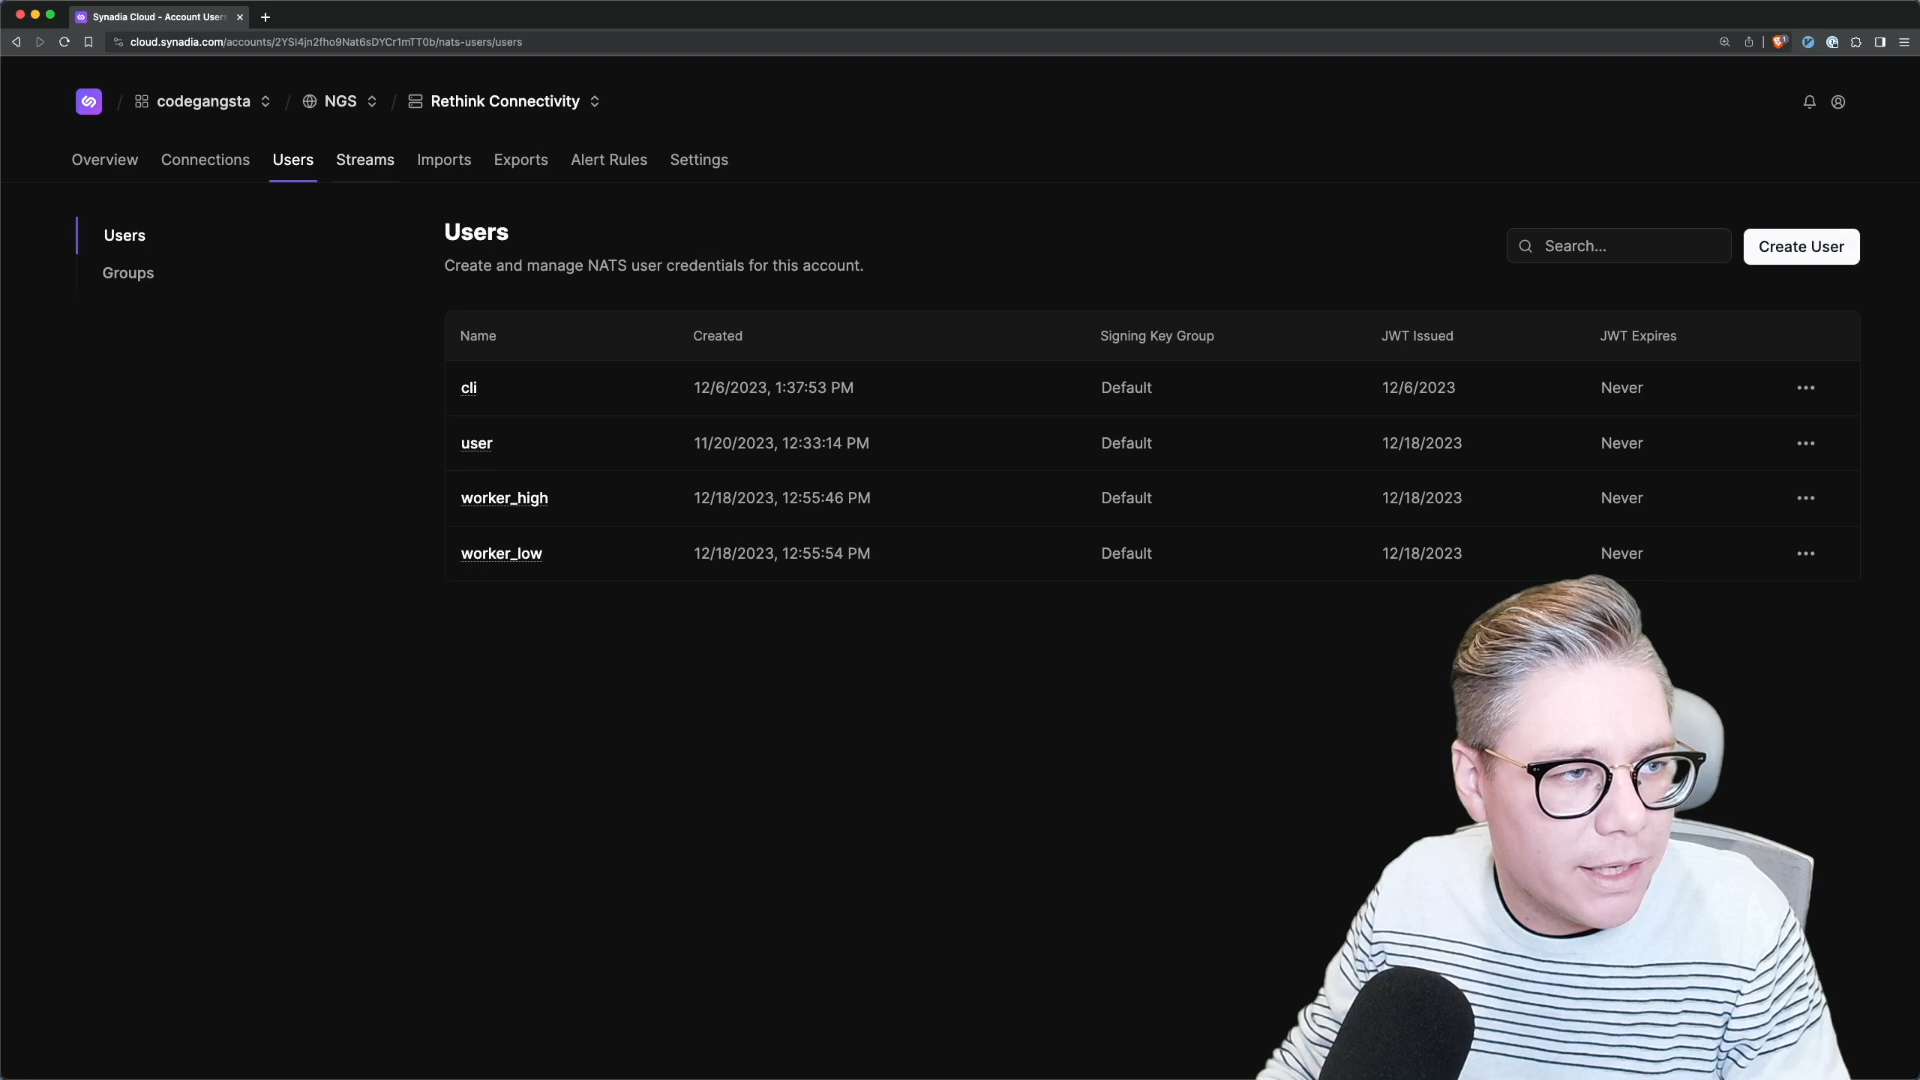 Synadia Cloud - Account Users
cloud.synadia.com/accounts/2YSI4jn2fho9Nat6sDYCr1mTT0b/nats-users/users
codegangsta / NGS / Rethink Connectivity
Overview Connections Users Streams Imports Exports Alert Rules Settings
Users
Groups
Users
Create and manage NATS user credentials for this account.
Search...
Create User
Name Created Signing Key Group JWT Issued JWT Expires
cli 12/6/2023, 1:37:53 PM Default 12/6/2023 Never
user 11/20/2023, 12:33:14 PM Default 12/18/2023 Never
worker_high 12/18/2023, 12:55:46 PM Default 12/18/2023 Never
worker_low 12/18/2023, 12:55:54 PM Default 12/18/2023 Never